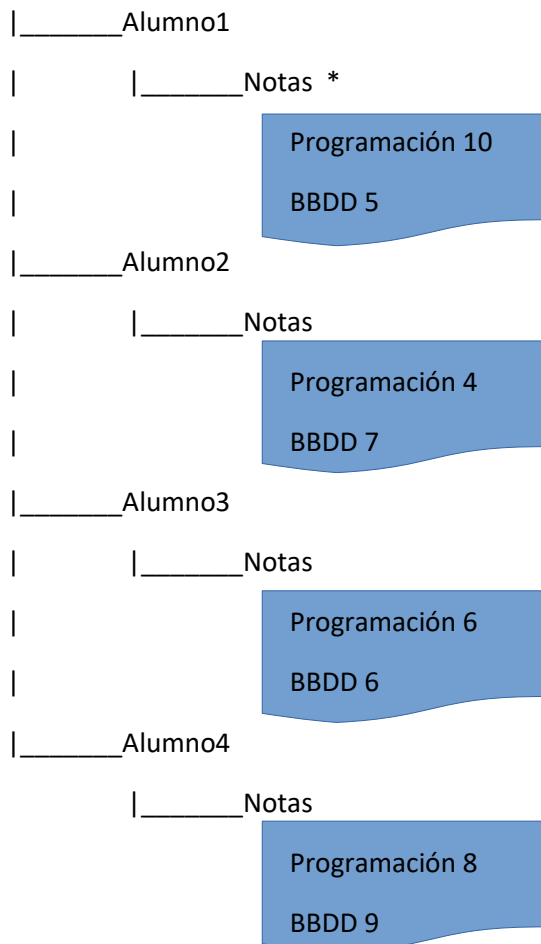 |_______Alumno1
| |_______Notas *
| Programación 10
| BBDD 5
|_______Alumno2
| |_______Notas
| Programación 4
| BBDD 7
|_______Alumno3
| |_______Notas
| Programación 6
| BBDD 6
|_______Alumno4
|_______Notas
Programación 8
BBDD 9